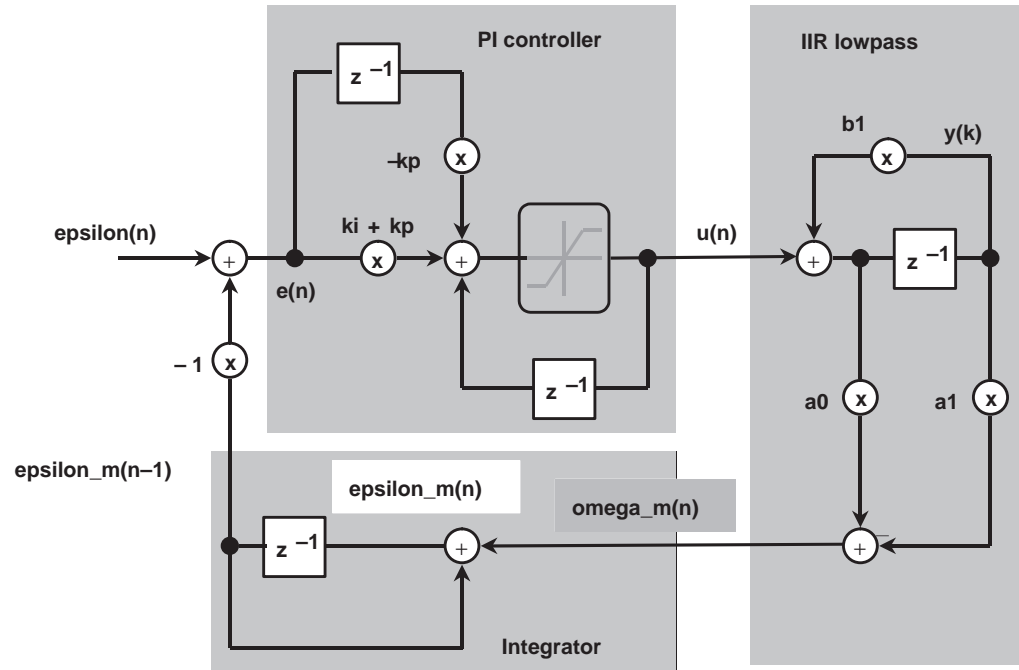 PI controller
IIR lowpass
z –1
b1
y(k)
x
–kp
x
epsilon(n)
ki + kp
u(n)
+
x
+
+
z –1
e(n)
– 1
x
z –1
a0
x
a1
x
epsilon_m(n–1)
epsilon_m(n)
omega_m(n)
z –1
+
+
–
Integrator